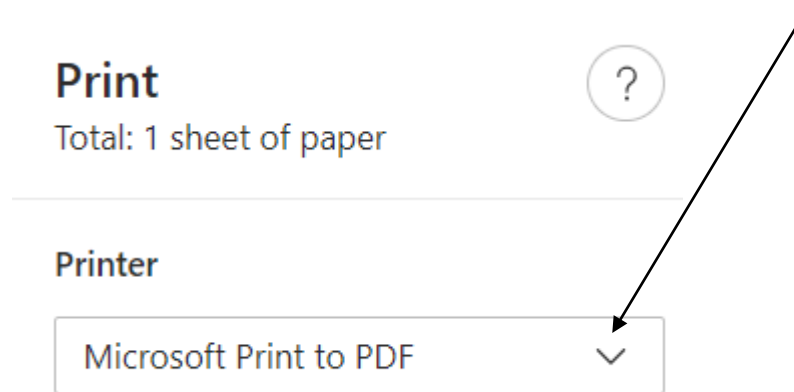 Print
?
Total: 1 sheet of paper
Printer
Microsoft Print to PDF